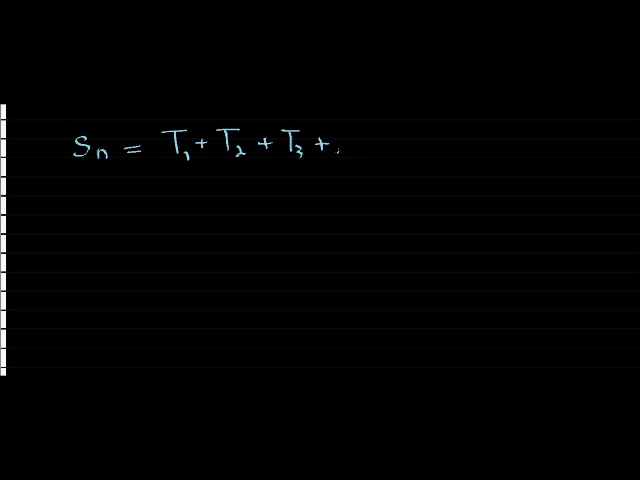 Sn = T1 + T2 + T3 + .